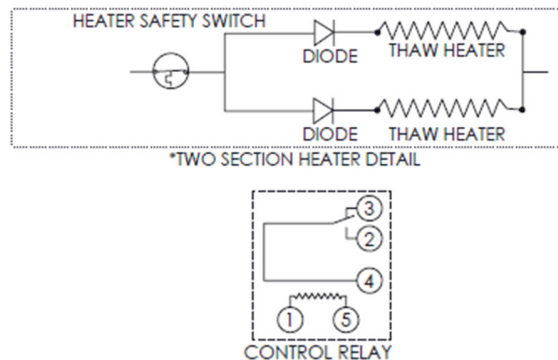 HEATER SAFETY SWITCH
DIODE
THAW HEATER
DIODE
THAW HEATER
*TWO SECTION HEATER DETAIL
3
2
4
1
5
CONTROL RELAY